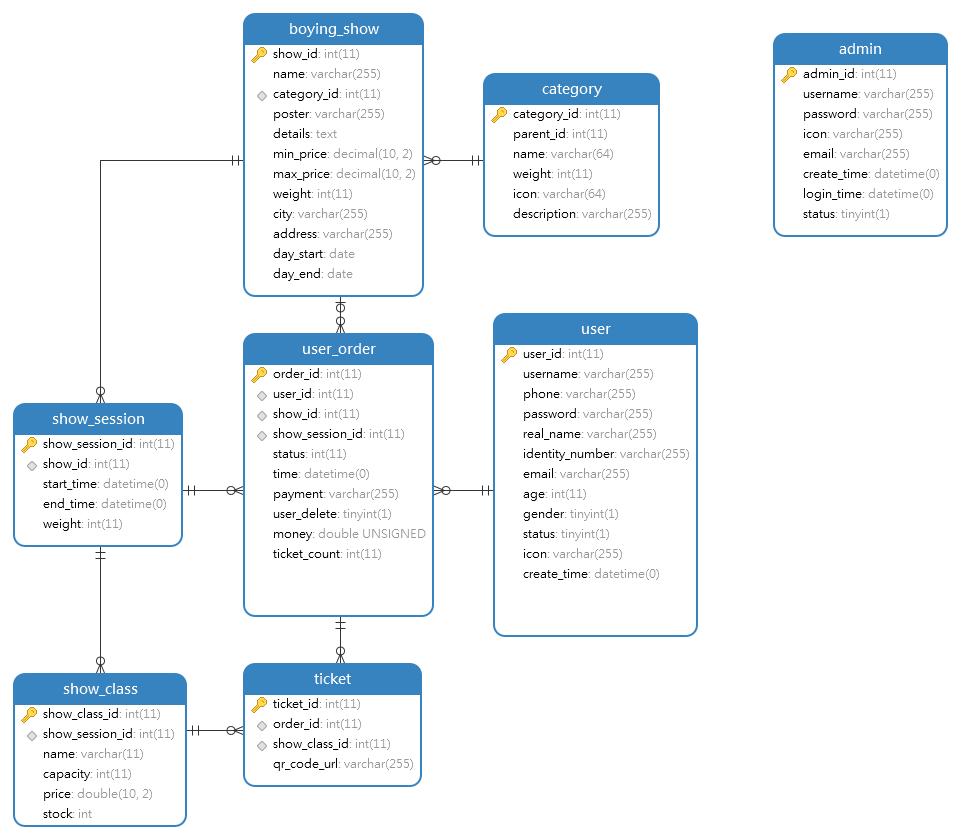 boying_show
show_id: int(11)
name: varchar(255)
category_id: int(11)
poster: varchar(255)
details: text
min_price: decimal(10, 2)
max_price: decimal(10, 2)
weight: int(11)
city: varchar(255)
address: varchar(255)
day_start: date
day_end: date
category
category_id: int(11)
parent_id: int(11)
name: varchar(64)
weight: int(11)
icon: varchar(64)
description: varchar(255)
admin
admin_id: int(11)
username: varchar(255)
password: varchar(255)
icon: varchar(255)
email: varchar(255)
create_time: datetime(0)
login_time: datetime(0)
status: tinyint(1)
user_order
order_id: int(11)
user_id: int(11)
show_id: int(11)
show_session_id: int(11)
status: int(11)
time: datetime(0)
payment: varchar(255)
user_delete: tinyint(1)
money: double UNSIGNED
ticket_count: int(11)
user
user_id: int(11)
username: varchar(255)
phone: varchar(255)
password: varchar(255)
real_name: varchar(255)
identity_number: varchar(255)
email: varchar(255)
age: int(11)
gender: tinyint(1)
status: tinyint(1)
icon: varchar(255)
create_time: datetime(0)
show_session
show_session_id: int(11)
show_id: int(11)
start_time: datetime(0)
end_time: datetime(0)
weight: int(11)
show_class
show_class_id: int(11)
show_session_id: int(11)
name: varchar(11)
capacity: int(11)
price: double(10, 2)
stock: int
ticket
ticket_id: int(11)
order_id: int(11)
show_class_id: int(11)
qr_code_url: varchar(255)